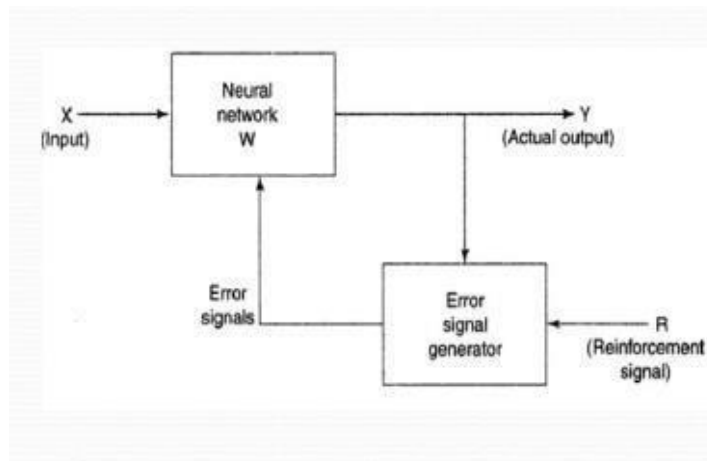 Neural
network
W
X
(Input)
Y
(Actual output)
Error
signals
Error
signal
generator
R
(Reinforcement
signal)